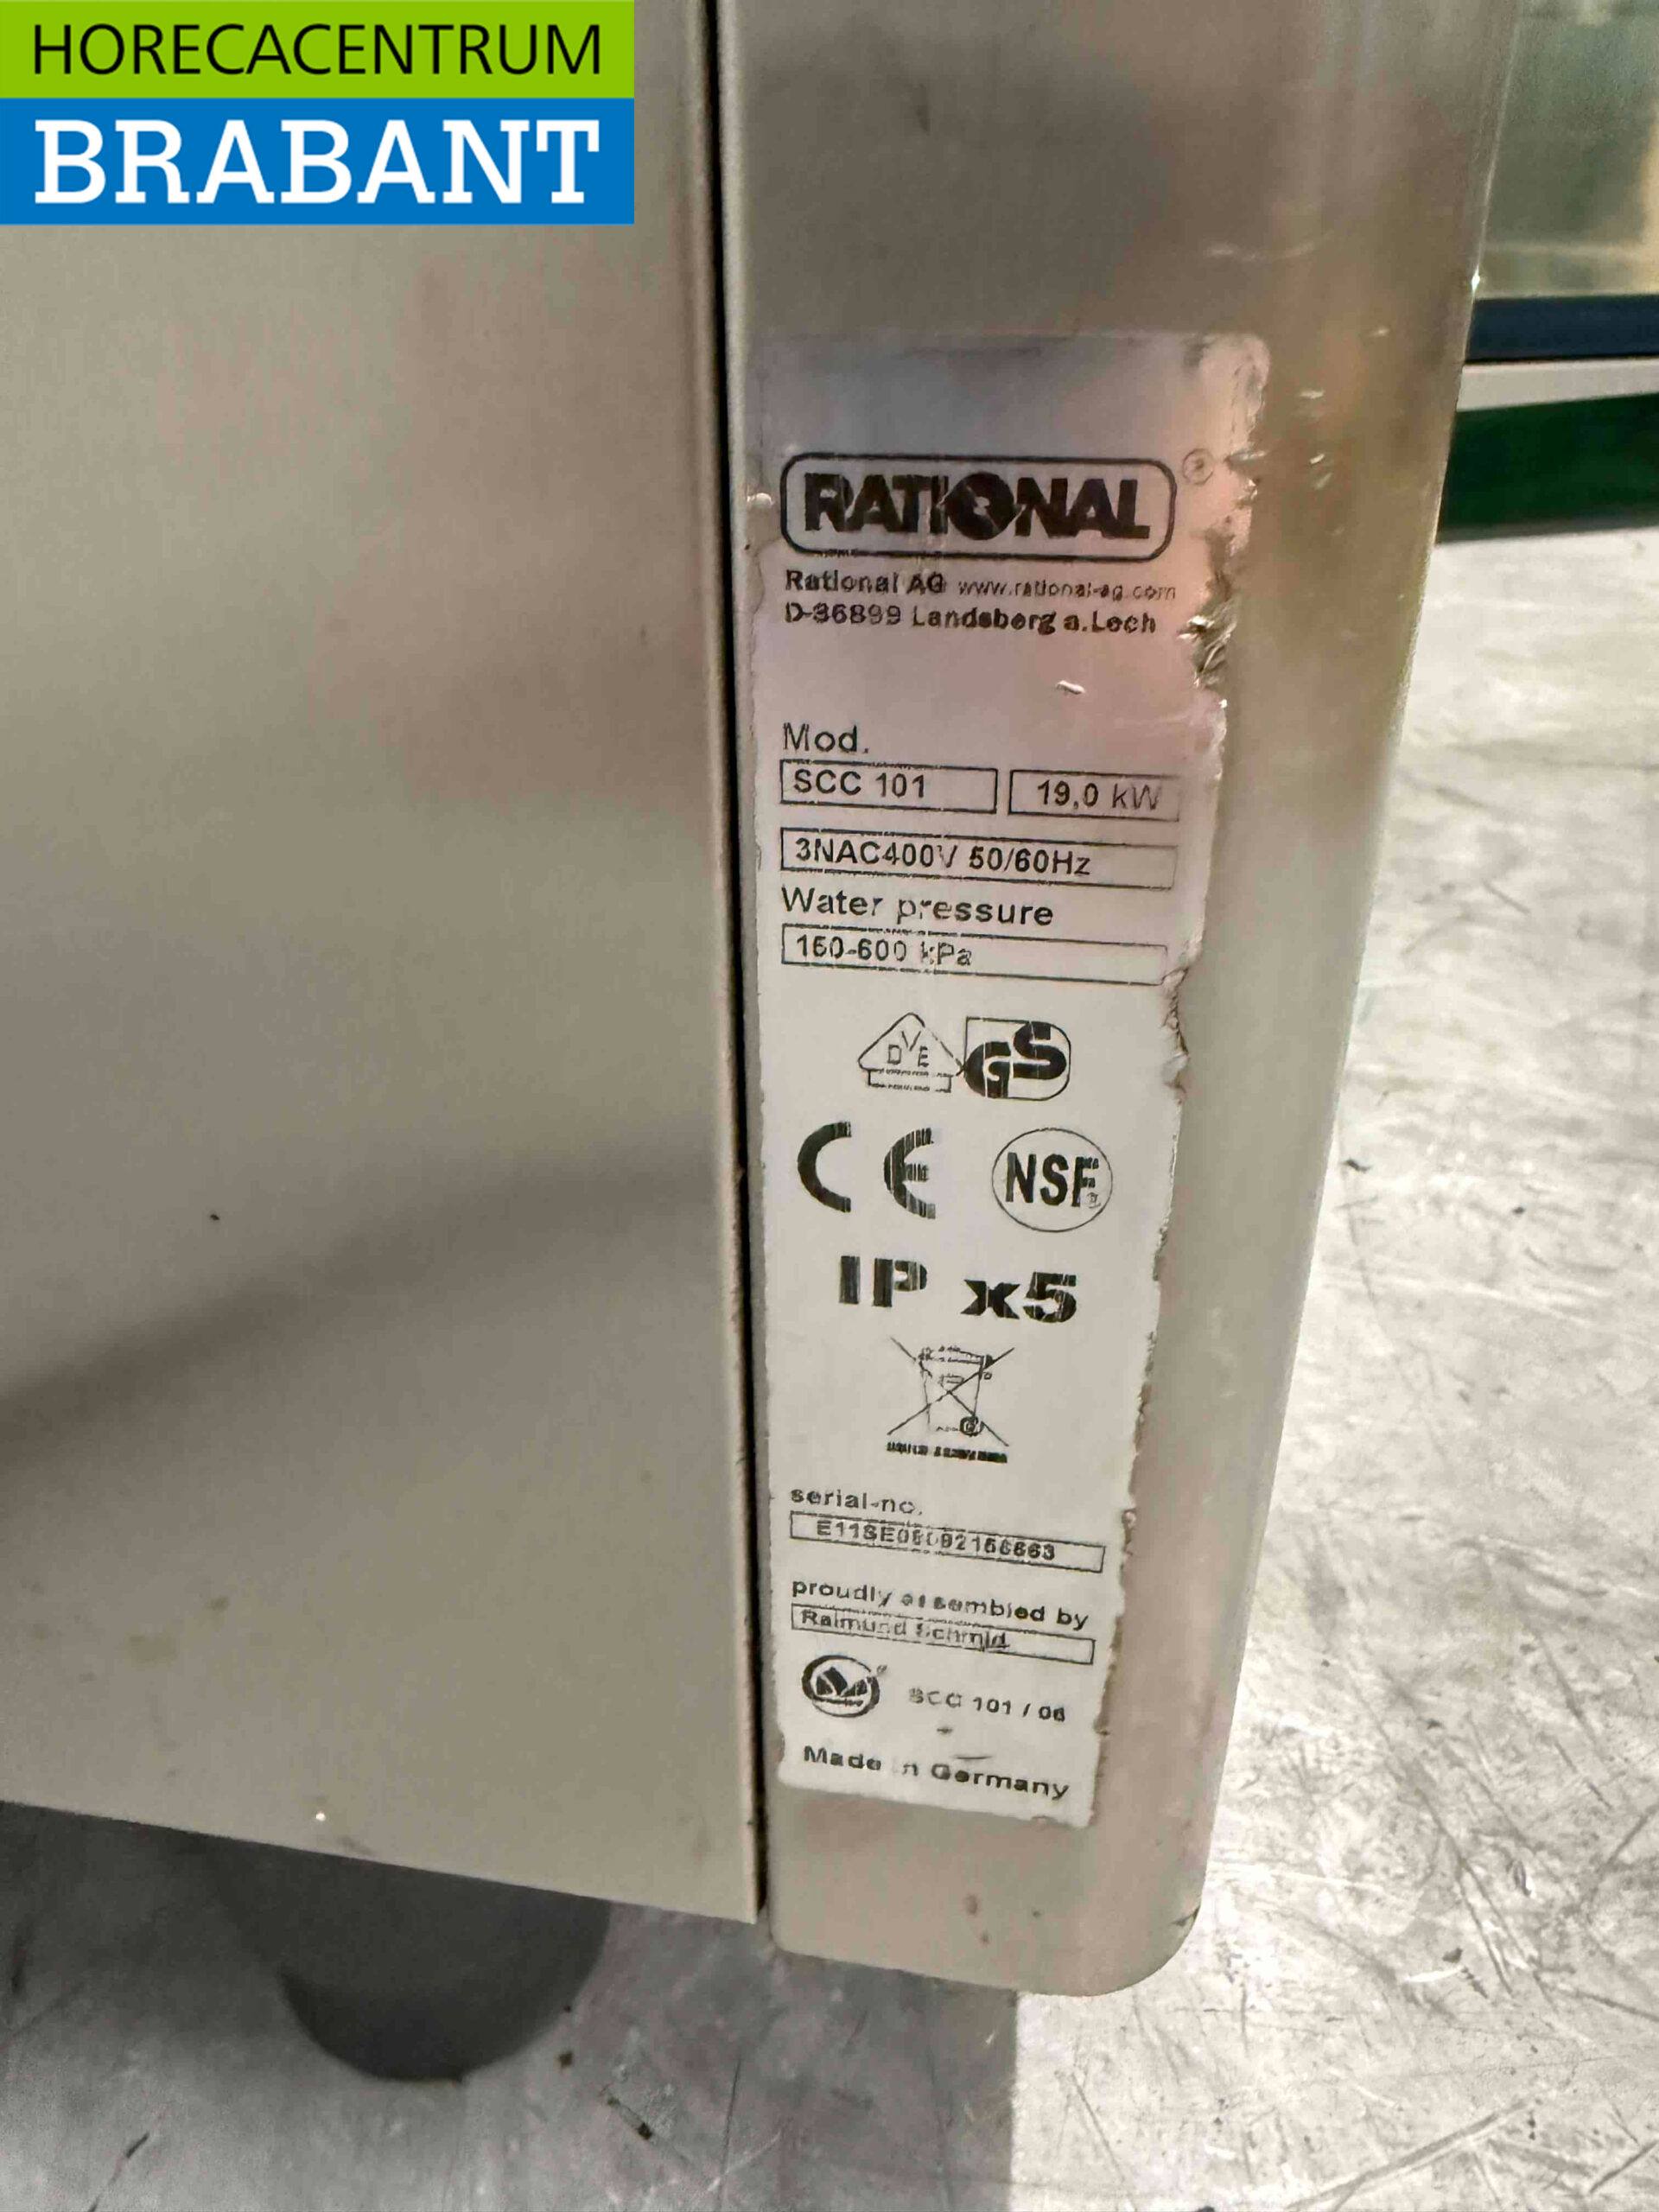 HORECACENTRUM
BRABANT
RATIONAL ®
Rational AG www.rational-ag.com
D-86899 Landsberg a.Lech
Mod.
SCC 101 19,0 kW
3NAC400V 50/60Hz
Water pressure
150-600 kPa
DVE GS
CE NSF
IP x5
serial-no.
proudly assembled by
Raimund Schmid
SCC 101 / 06
Made in Germany